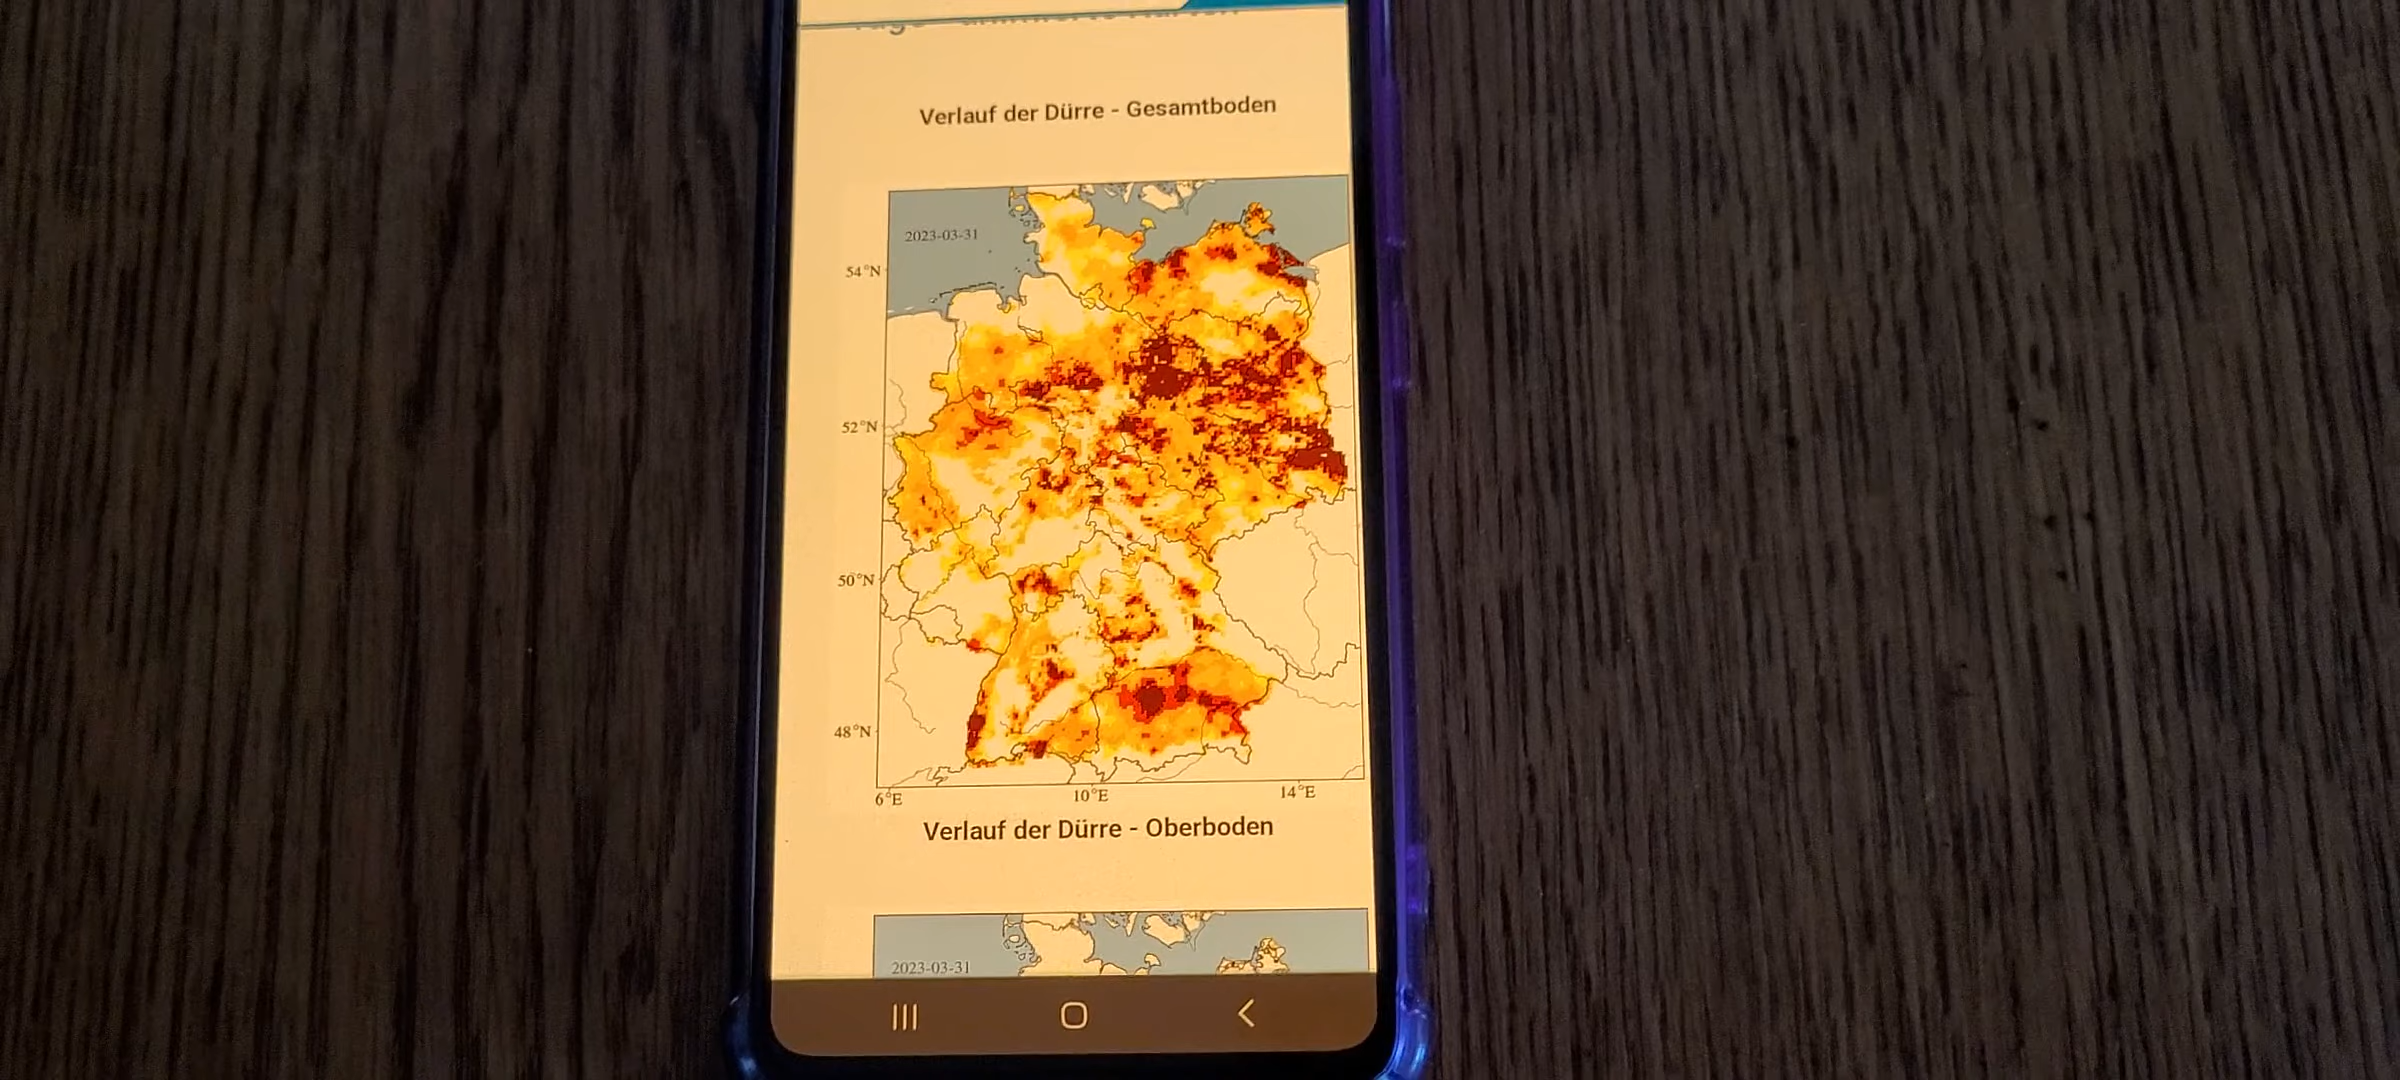 Verlauf der Dürre - Gesamtboden
2023-03-31
54°N
52°N
50°N
48°N
6°E 10°E 14°E
Verlauf der Dürre - Oberboden
2023-03-31